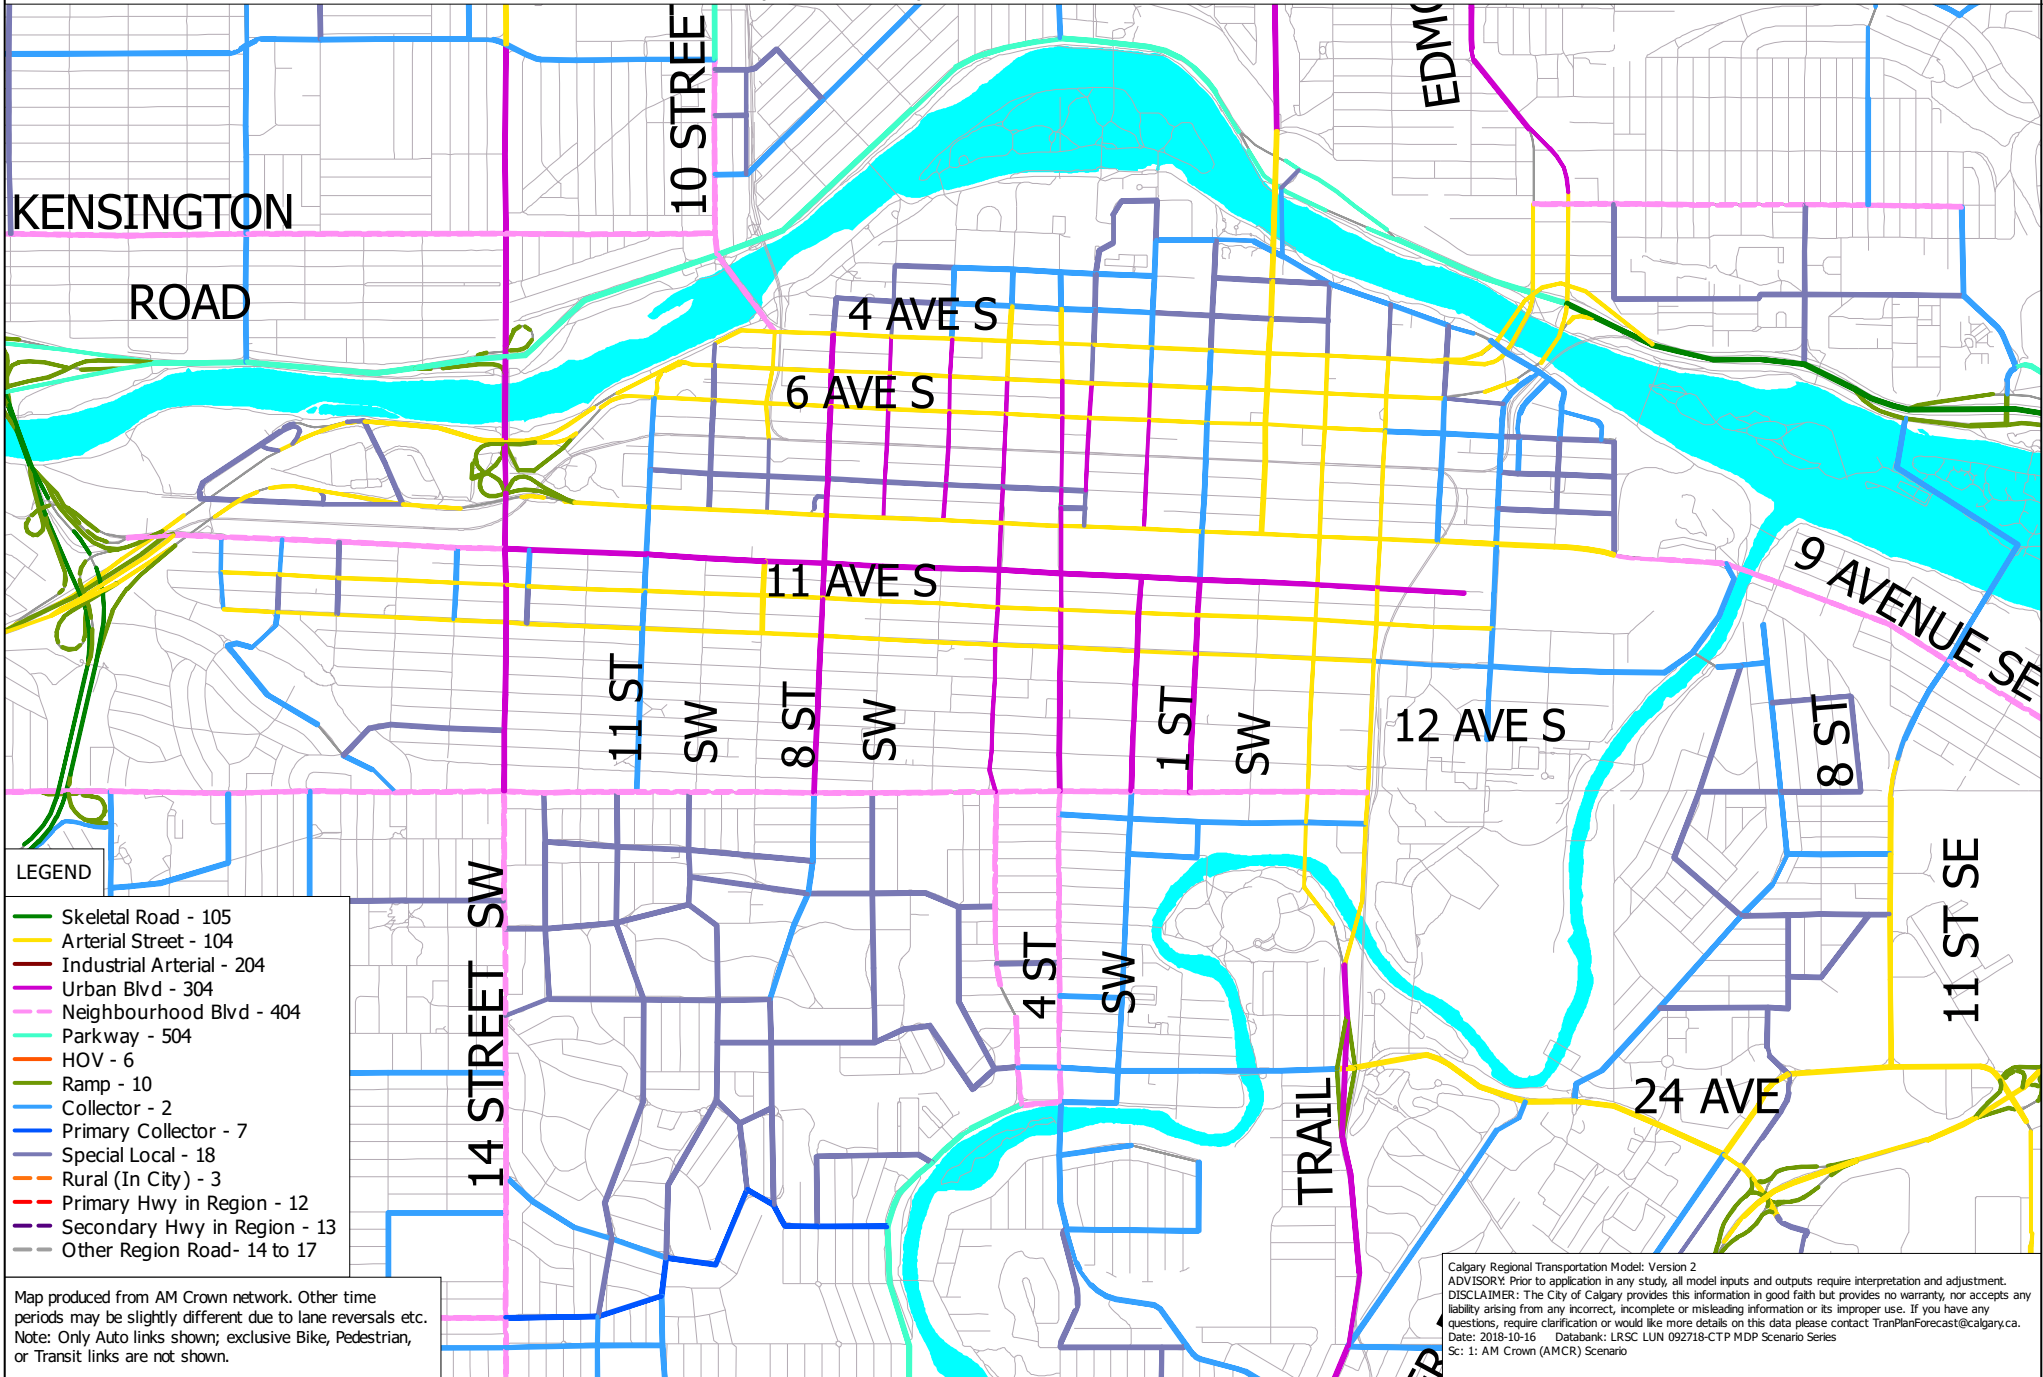 10 STREE
EDMO
KENSINGTON
ROAD
4 AVE S
6 AVE S
11 AVE S
9 AVENUE SE
11 ST
SW
8 ST
SW
1 ST
SW
12 AVE S
8 ST
14 STREET SW
4 ST
SW
11 ST SE
24 AVE
TRAIL
LEGEND
Skeletal Road - 105
Arterial Street - 104
Industrial Arterial - 204
Urban Blvd - 304
Neighbourhood Blvd - 404
Parkway - 504
HOV - 6
Ramp - 10
Collector - 2
Primary Collector - 7
Special Local - 18
Rural (In City) - 3
Primary Hwy in Region - 12
Secondary Hwy in Region - 13
Other Region Road- 14 to 17
Map produced from AM Crown network. Other time
periods may be slightly different due to lane reversals etc.
Note: Only Auto links shown; exclusive Bike, Pedestrian,
or Transit links are not shown.
Calgary Regional Transportation Model: Version 2
ADVISORY: Prior to application in any study, all model inputs and outputs require interpretation and adjustment.
DISCLAIMER: The City of Calgary provides this information in good faith but provides no warranty, nor accepts any
liability arising from any incorrect, incomplete or misleading information or its improper use. If you have any
questions, require clarification or would like more details on this data please contact TranPlanForecast@calgary.ca.
Date: 2018-10-16 Databank: LRSC LUN 092718-CTP MDP Scenario Series
Sc: 1: AM Crown (AMCR) Scenario